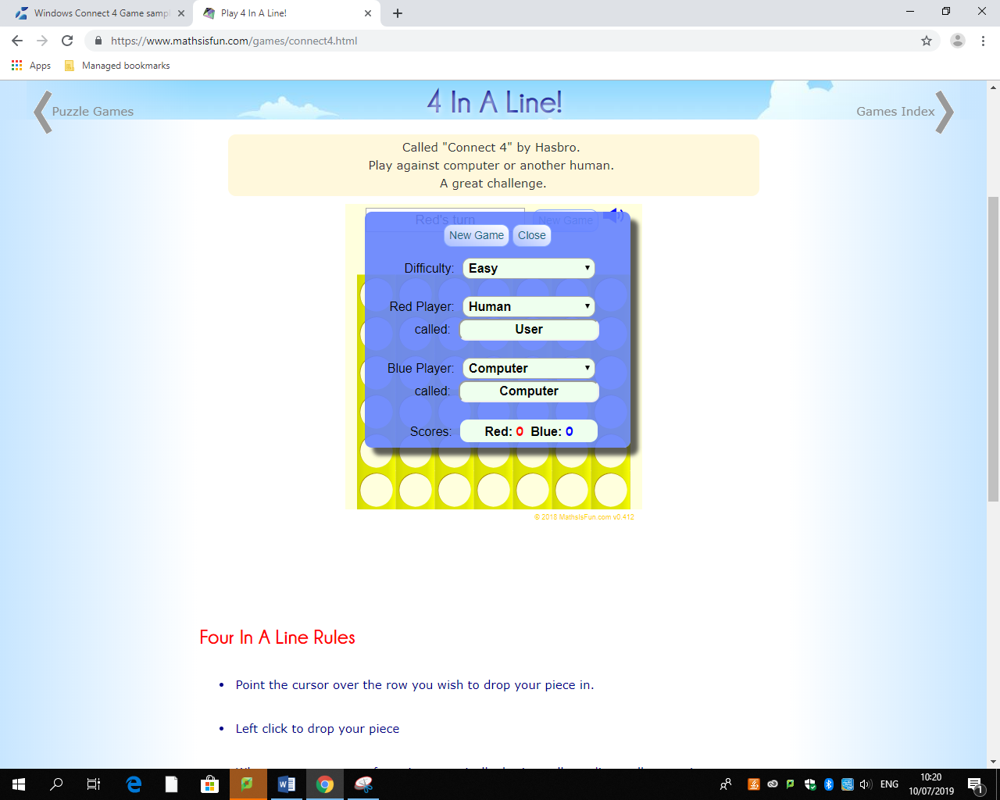 Windows Connect 4 Game samp
Play 4 In A Line!
https://www.mathsisfun.com/games/connect4.html
Apps
Managed bookmarks
Puzzle Games
4 In A Line!
Games Index
Called "Connect 4" by Hasbro.
Play against computer or another human.
A great challenge.
Red's turn
New Game
New Game
Close
Difficulty: Easy
Red Player: Human
called: User
Blue Player: Computer
called: Computer
Scores: Red: 0 Blue: 0
© 2018 MathsIsFun.com v0.412
Four In A Line Rules
• Point the cursor over the row you wish to drop your piece in.
• Left click to drop your piece
ENG
10:20
10/07/2019
1